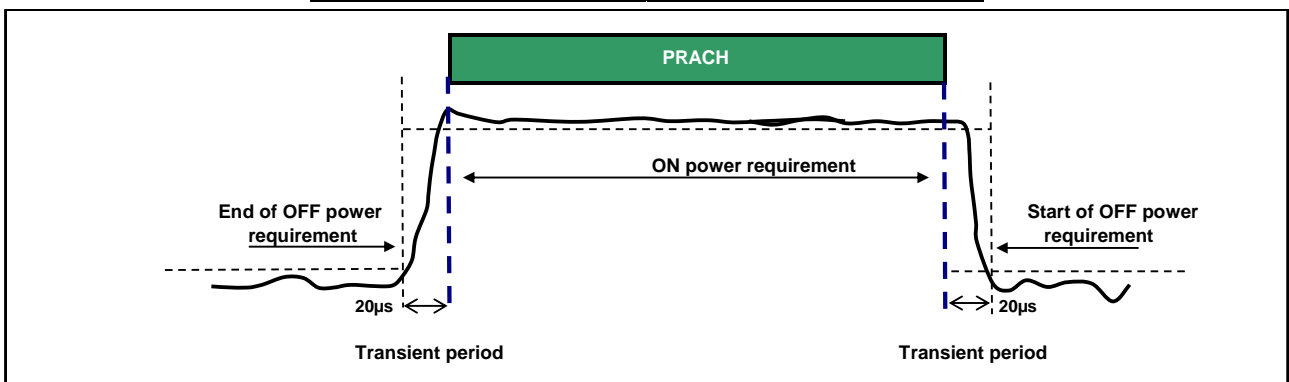 PRACH
ON power requirement
End of OFF power
requirement
Start of OFF power
requirement
20µs
20µs
Transient period
Transient period